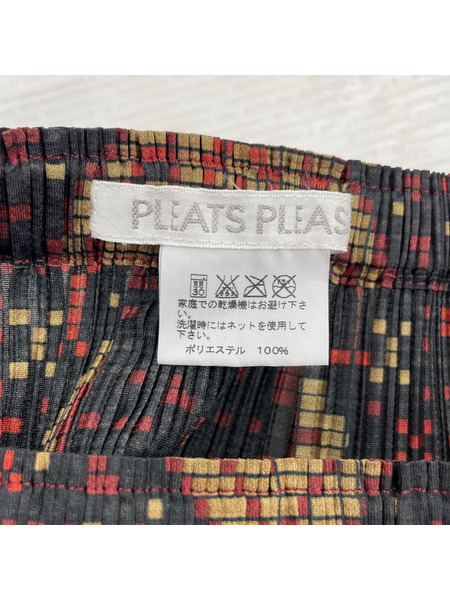 PLEATS PLEAS
30
家庭での乾燥機はお避け下さ
い。
洗濯時にはネットを使用して
下さい。
ポリエステル 100%